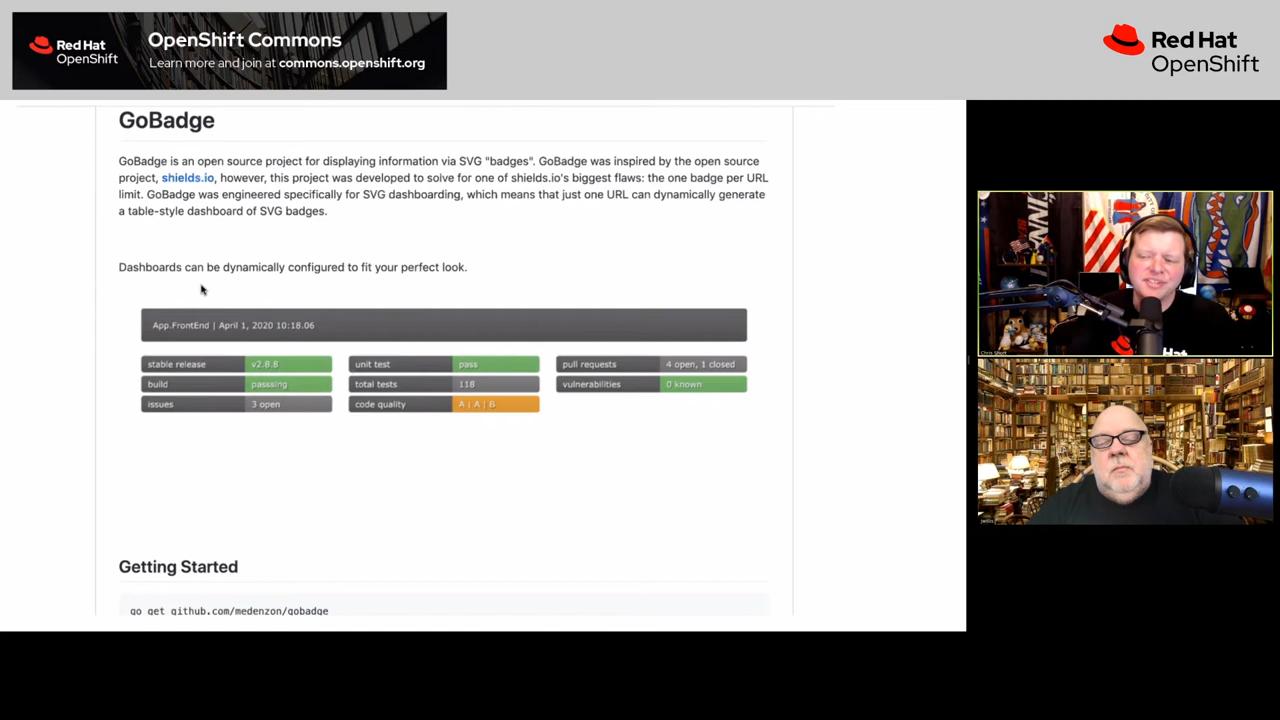 Red Hat
OpenShift
OpenShift Commons
Learn more and join at commons.openshift.org
Red Hat
OpenShift
GoBadge
GoBadge is an open source project for displaying information via SVG "badges". GoBadge was inspired by the open source
project, shields.io, however, this project was developed to solve for one of shields.io's biggest flaws: the one badge per URL
limit. GoBadge was engineered specifically for SVG dashboarding, which means that just one URL can dynamically generate
a table-style dashboard of SVG badges.
Dashboards can be dynamically configured to fit your perfect look.
App.FrontEnd | April 1, 2020 10:18.06
stable release v2.8.8 unit test pass pull requests 4 open, 1 closed
build passsing total tests 118 vulnerabilities 0 known
issues 3 open code quality A | A | B
Getting Started
go get github.com/medenzon/gobadge
Chris Short
Hat
jwillis